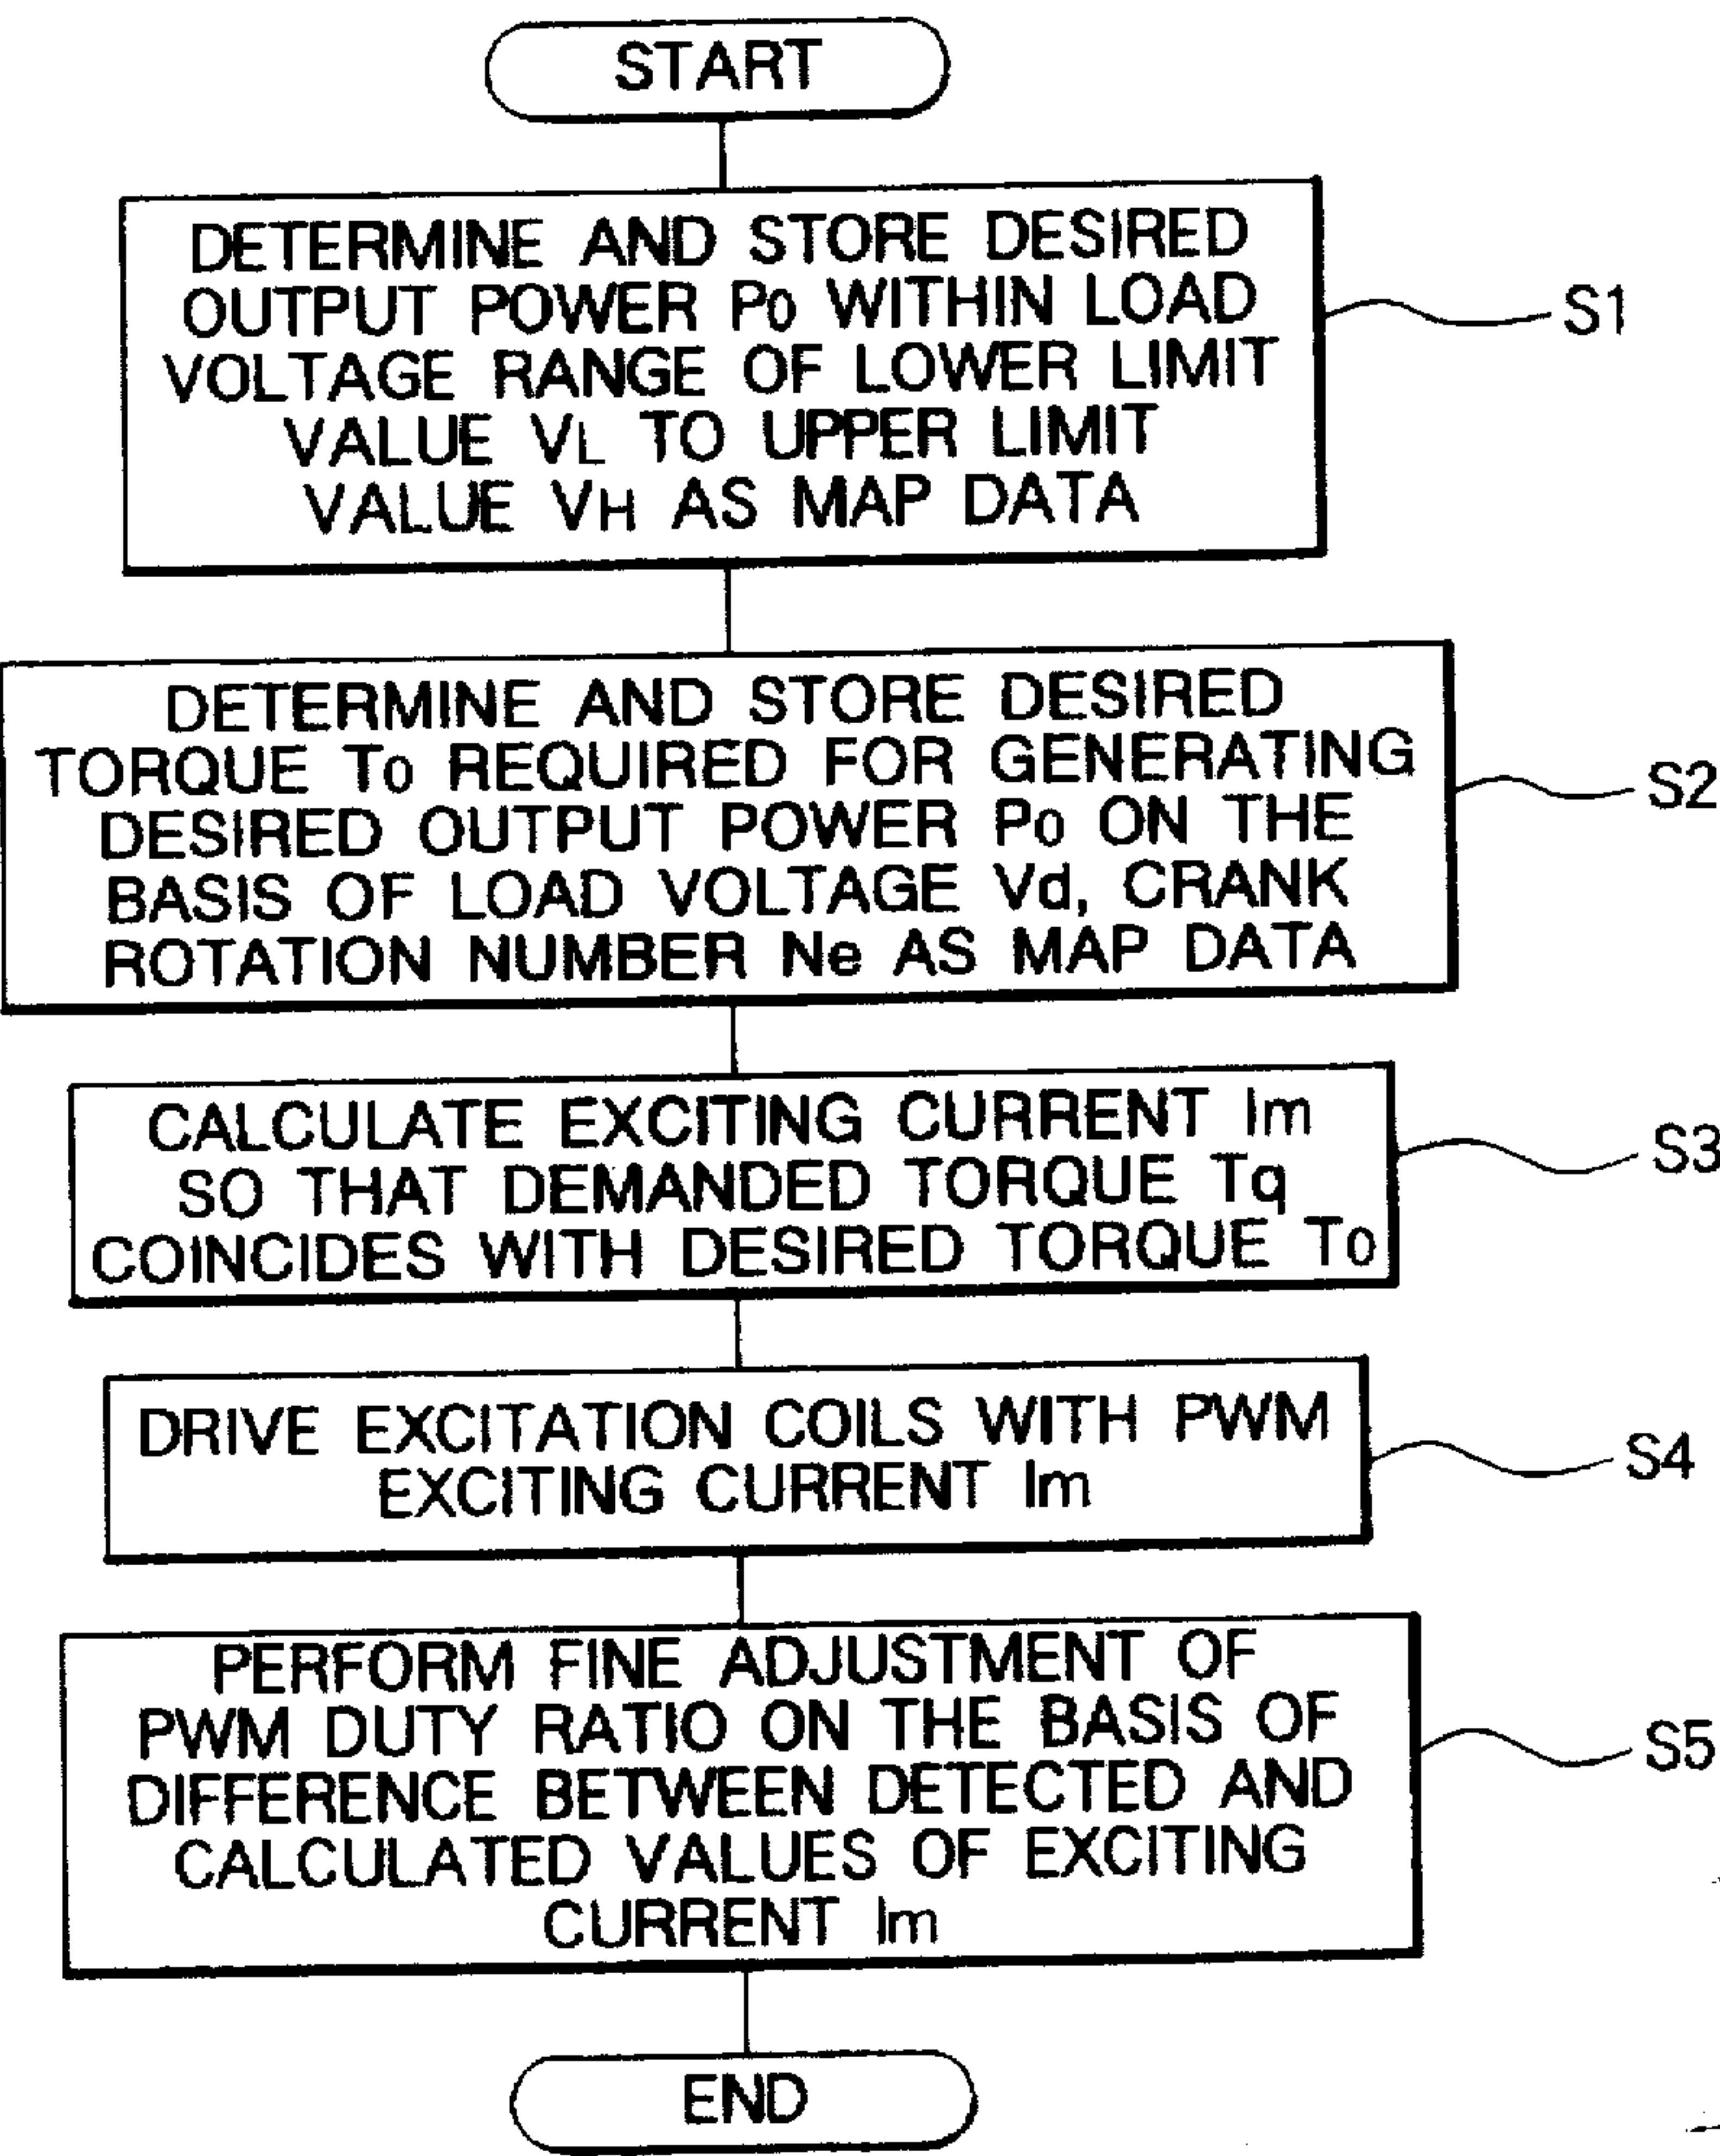 START
DETERMINE AND STORE DESIRED
OUTPUT POWER Po WITHIN LOAD
VOLTAGE RANGE OF LOWER LIMIT
VALUE VL TO UPPER LIMIT
VALUE VH AS MAP DATA
S1
DETERMINE AND STORE DESIRED
TORQUE To REQUIRED FOR GENERATING
DESIRED OUTPUT POWER Po ON THE
BASIS OF LOAD VOLTAGE Vd, CRANK
ROTATION NUMBER Ne AS MAP DATA
S2
CALCULATE EXCITING CURRENT Im
SO THAT DEMANDED TORQUE Tq
COINCIDES WITH DESIRED TORQUE To
S3
DRIVE EXCITATION COILS WITH PWM
EXCITING CURRENT Im
S4
PERFORM FINE ADJUSTMENT OF
PWM DUTY RATIO ON THE BASIS OF
DIFFERENCE BETWEEN DETECTED AND
CALCULATED VALUES OF EXCITING
CURRENT Im
S5
END